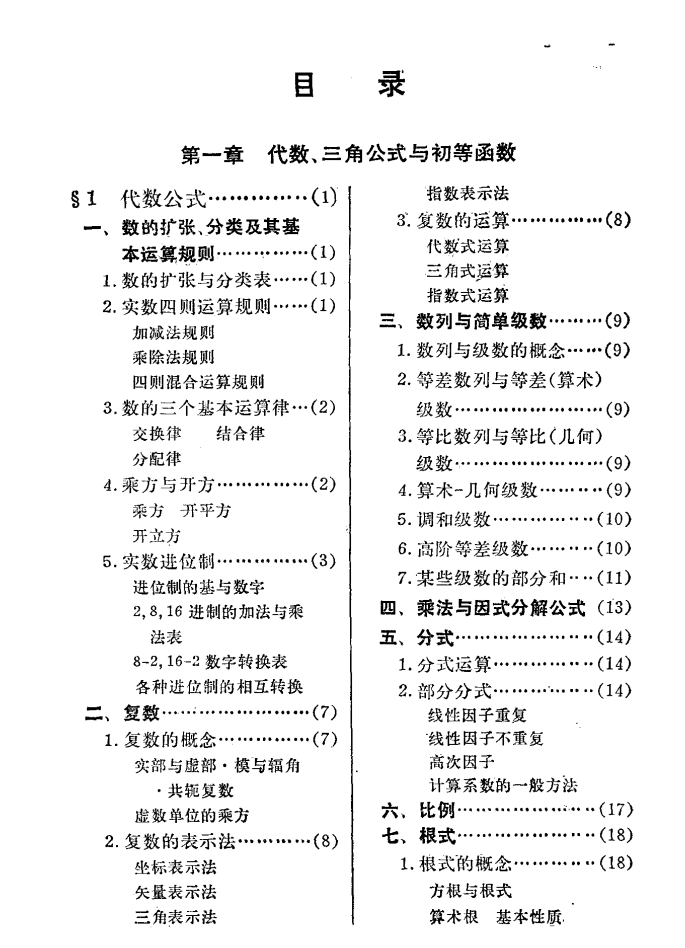 目 录
第一章 代数、三角公式与初等函数
§1 代数公式……………(1)
一、数的扩张、分类及其基
本运算规则……………(1)
1.数的扩张与分类表……(1)
2.实数四则运算规则……(1)
加减法规则
乘除法规则
四则混合运算规则
3.数的三个基本运算律…(2)
交换律 结合律
分配律
4.乘方与开方……………(2)
乘方 开平方
开立方
5.实数进位制……………(3)
进位制的基与数字
2,8,16 进制的加法与乘
法表
8-2,16-2 数字转换表
各种进位制的相互转换
二、复数……………………(7)
1.复数的概念……………(7)
实部与虚部·模与辐角
·共轭复数
虚数单位的乘方
2.复数的表示法…………(8)
坐标表示法
矢量表示法
三角表示法
指数表示法
3.复数的运算……………(8)
代数式运算
三角式运算
指数式运算
三、数列与简单级数………(9)
1.数列与级数的概念……(9)
2.等差数列与等差(算术)
级数……………………(9)
3.等比数列与等比(几何)
级数……………………(9)
4.算术-几何级数…………(9)
5.调和级数……………(10)
6.高阶等差级数………(10)
7.某些级数的部分和…(11)
四、乘法与因式分解公式 (13)
五、分式…………………(14)
1.分式运算……………(14)
2.部分分式……………(14)
线性因子重复
线性因子不重复
高次因子
计算系数的一般方法
六、比例…………………(17)
七、根式…………………(18)
1.根式的概念…………(18)
方根与根式
算术根 基本性质